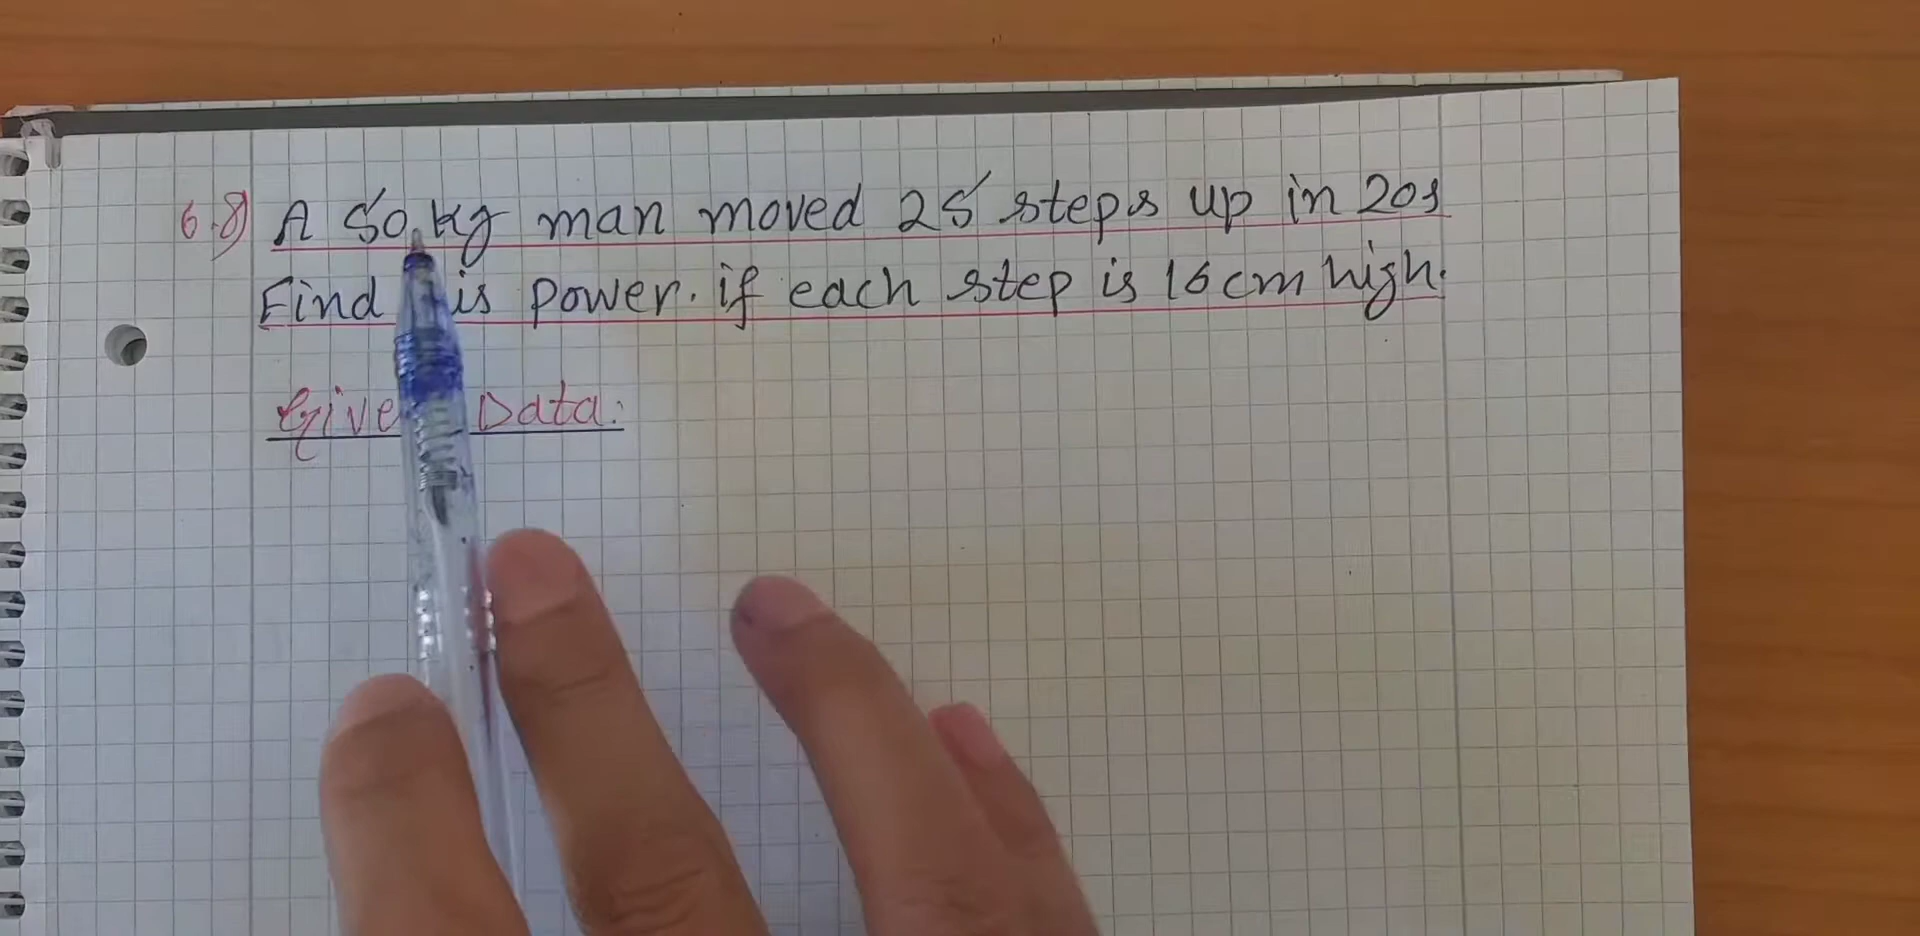 6.8) A 50 kg man moved 25 steps up in 20s
Find is power. if each step is 16 cm high.
Give Data: